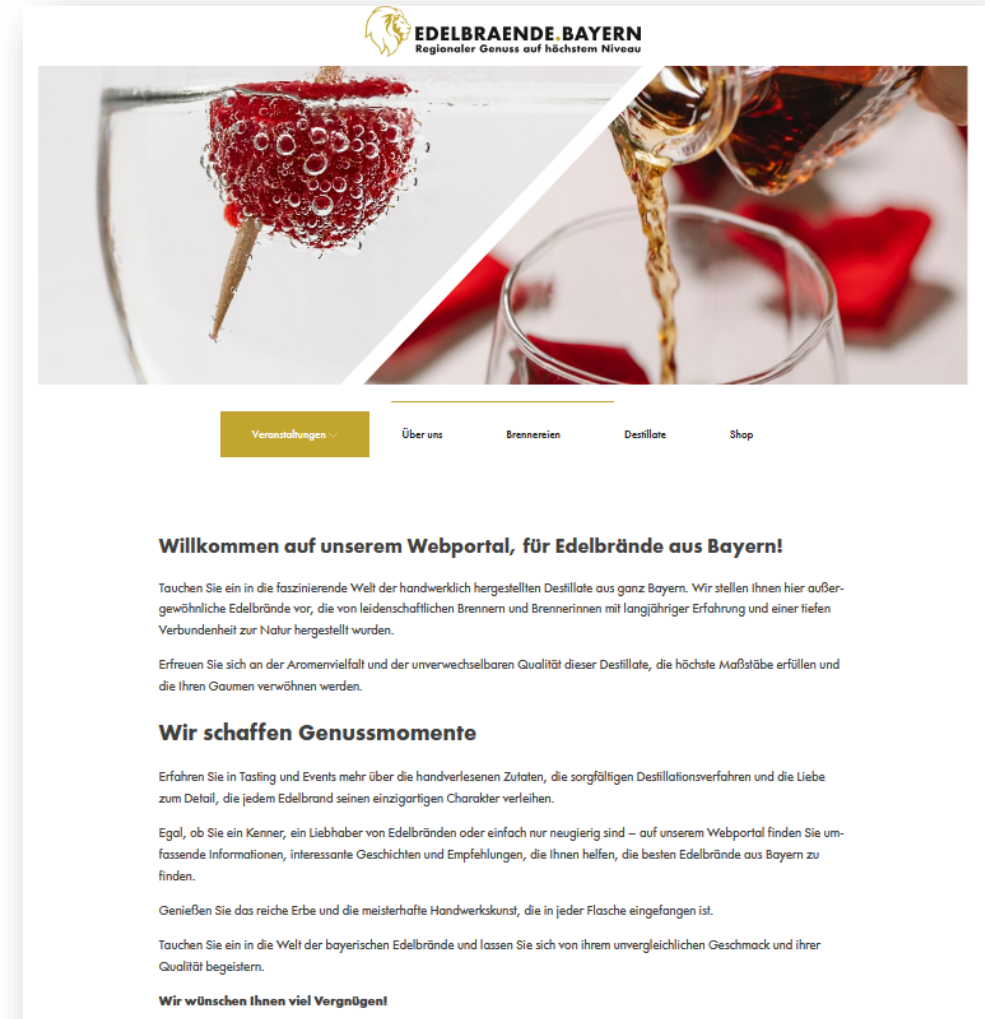 EDELBRAENDE.BAYERN
Regionaler Genuss auf höchstem Niveau
Veranstaltungen Über uns Brennereien Destillate Shop
Willkommen auf unserem Webportal, für Edelbrände aus Bayern!
Tauchen Sie ein in die faszinierende Welt der handwerklich hergestellten Destillate aus ganz Bayern. Wir stellen Ihnen hier außer-
gewöhnliche Edelbrände vor, die von leidenschaftlichen Brennern und Brennerinnen mit langjähriger Erfahrung und einer tiefen
Verbundenheit zur Natur hergestellt wurden.
Erfreuen Sie sich an der Aromenvielfalt und der unverwechselbaren Qualität dieser Destillate, die höchste Maßstäbe erfüllen und
die Ihren Gaumen verwöhnen werden.
Wir schaffen Genussmomente
Erfahren Sie in Tasting und Events mehr über die handverlesenen Zutaten, die sorgfältigen Destillationsverfahren und die Liebe
zum Detail, die jedem Edelbrand seinen einzigartigen Charakter verleihen.
Egal, ob Sie ein Kenner, ein Liebhaber von Edelbränden oder einfach nur neugierig sind – auf unserem Webportal finden Sie um-
fassende Informationen, interessante Geschichten und Empfehlungen, die Ihnen helfen, die besten Edelbrände aus Bayern zu
finden.
Genießen Sie das reiche Erbe und die meisterhafte Handwerkskunst, die in jeder Flasche eingefangen ist.
Tauchen Sie ein in die Welt der bayerischen Edelbrände und lassen Sie sich von ihrem unvergleichlichen Geschmack und ihrer
Qualität begeistern.
Wir wünschen Ihnen viel Vergnügen!